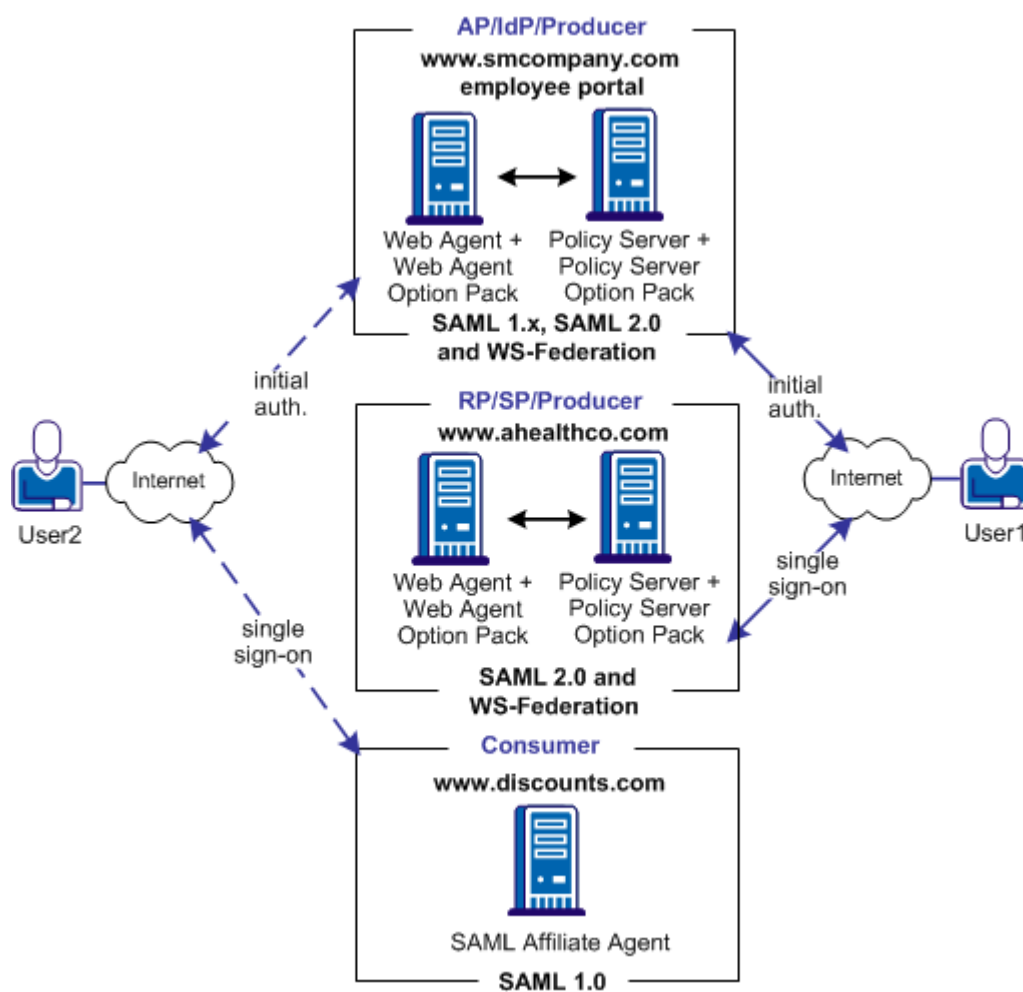 AP/IdP/Producer
www.smcompany.com
employee portal
Web Agent +
Web Agent
Option Pack
Policy Server +
Policy Server
Option Pack
SAML 1.x, SAML 2.0
and WS-Federation
initial
auth.
initial
auth.
RP/SP/Producer
www.ahealthco.com
Internet
User2
Internet
User1
Web Agent +
Web Agent
Option Pack
Policy Server +
Policy Server
Option Pack
single
sign-on
single
sign-on
SAML 2.0 and
WS-Federation
Consumer
www.discounts.com
SAML Affiliate Agent
SAML 1.0